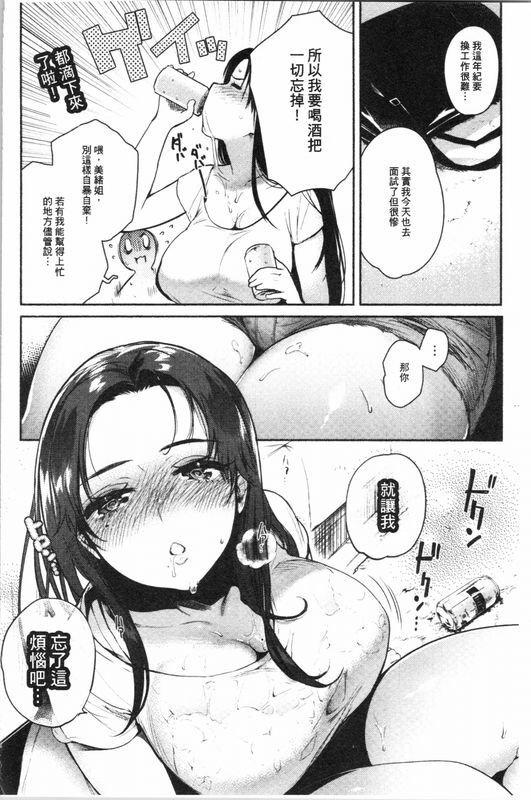 我這年紀要
換工作很難…
其實我今天也去
面試了但很慘
所以我要喝酒把
一切忘掉！
ゲイッ
都滴下來
了啦！
喂，美緒姐，
別這樣自暴自棄！
若有我能幫得上忙
的地方儘管說…
…
那你
就讓我
ドキン
ドクン
忘了這
煩惱吧…